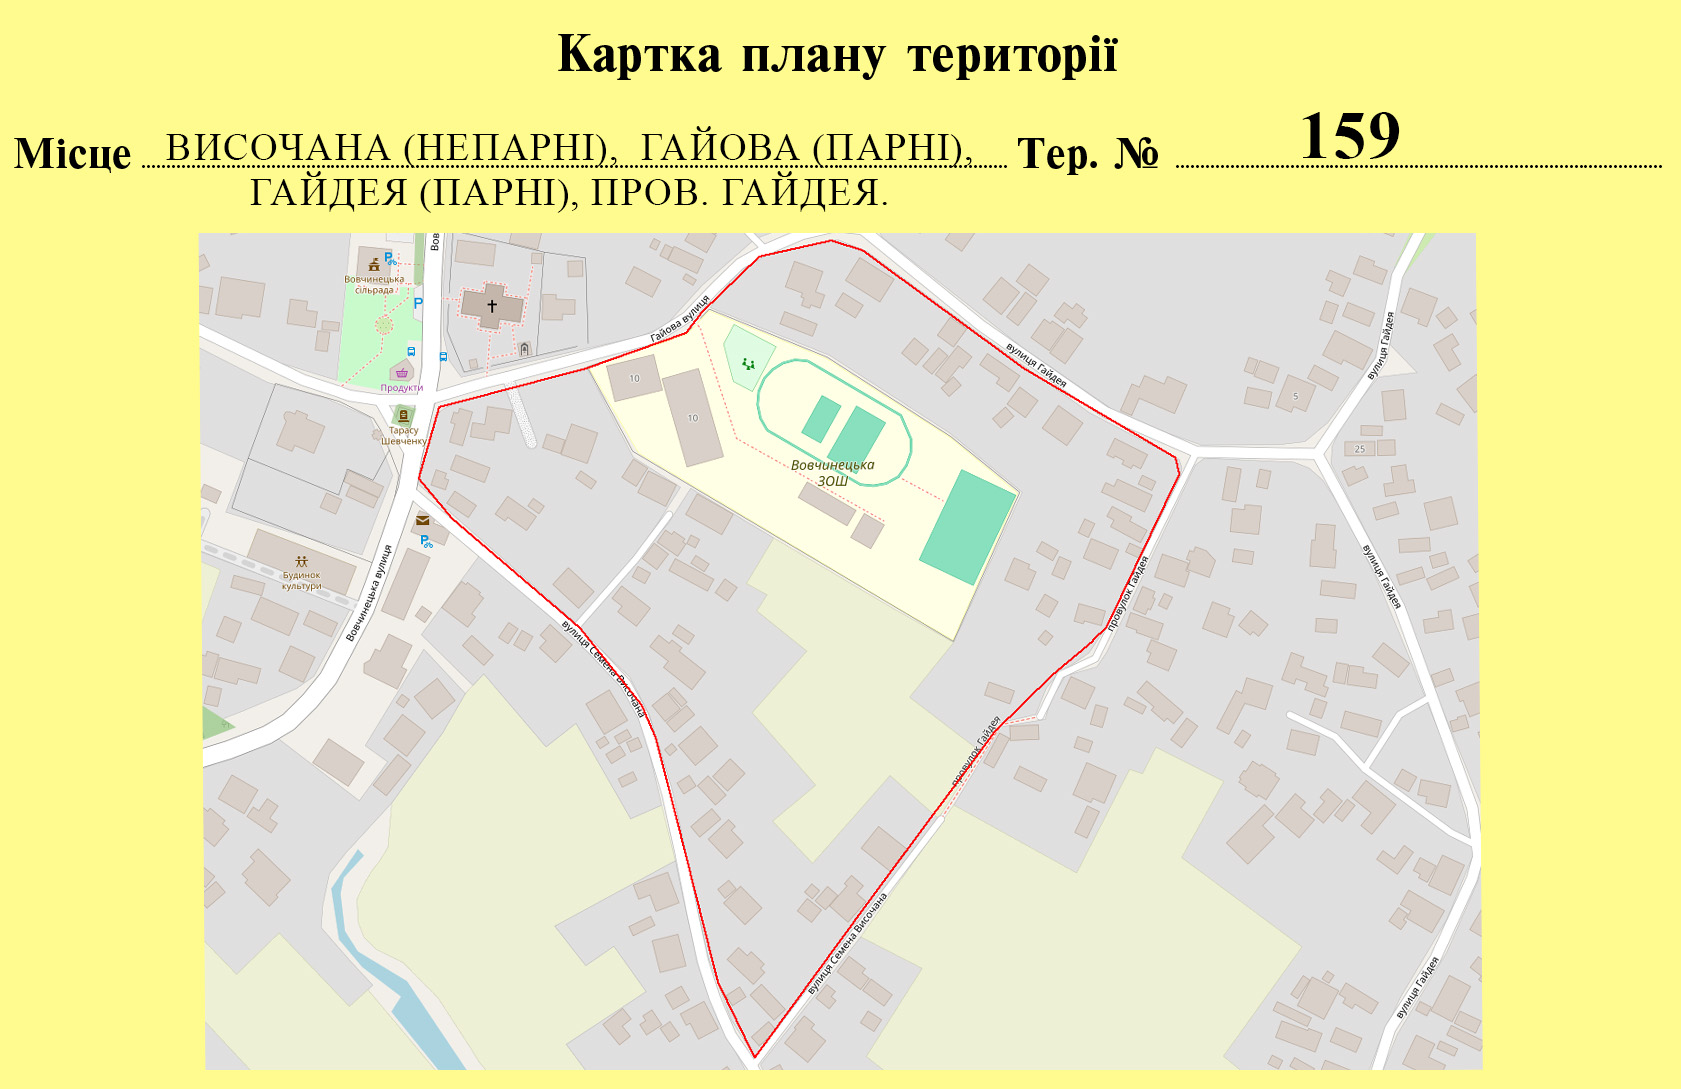 Картка плану території
Місце ВИСОЧАНА (НЕПАРНІ), ГАЙОВА (ПАРНІ), Тер. № 159
ГАЙДЕЯ (ПАРНІ), ПРОВ. ГАЙДЕЯ.
Вов
P
Вовчинецька
сільрада
P
Гайова вулиця
Продукти
Тарасу
Шевченку
10
10
вулиця Гайдея
вулиця Гайдея
5
25
Вовчинецька
ЗОШ
P
Будинок
культури
Вовчинецька вулиця
вулиця Семена Височана
провулок Гайдея
вулиця Гайдея
провулок Гайдея
вулиця Семена Височана
вулиця Гайдея